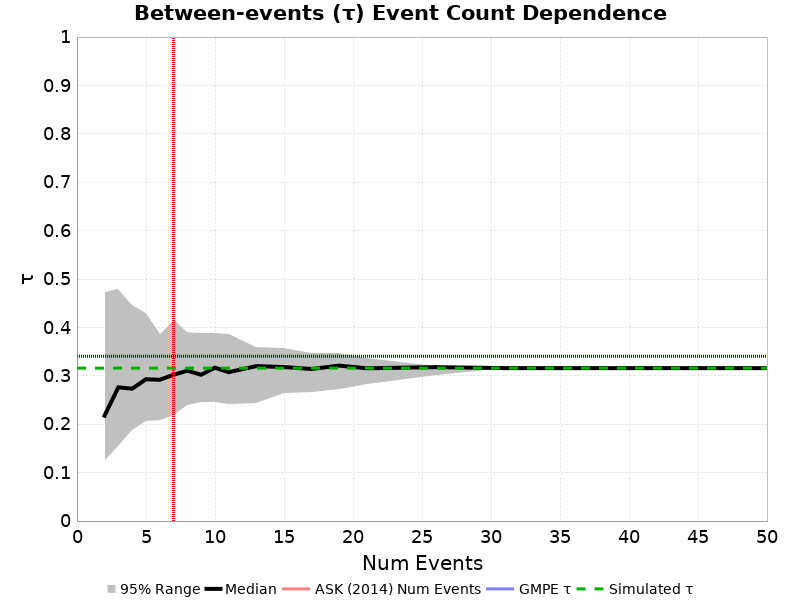 Between-events (τ) Event Count Dependence
1
0.9
0.8
0.7
0.6
0.5
0.4
0.3
0.2
0.1
0
τ
0 5 10 15 20 25 30 35 40 45 50
Num Events
95% Range Median ASK (2014) Num Events GMPE τ Simulated τ